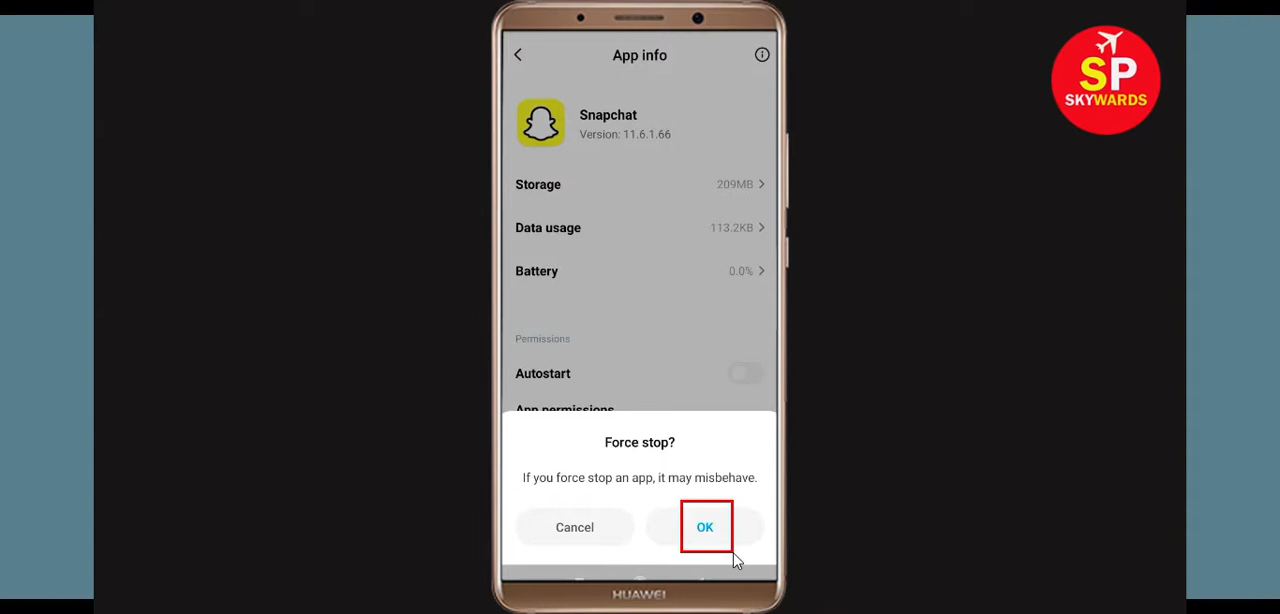 App info
SP
SKYWARDS
Snapchat
Version: 11.6.1.66
Storage 209MB
Data usage 113.2KB
Battery 0.0%
Permissions
Autostart
App permissions
Force stop?
If you force stop an app, it may misbehave.
Cancel OK
HUAWEI